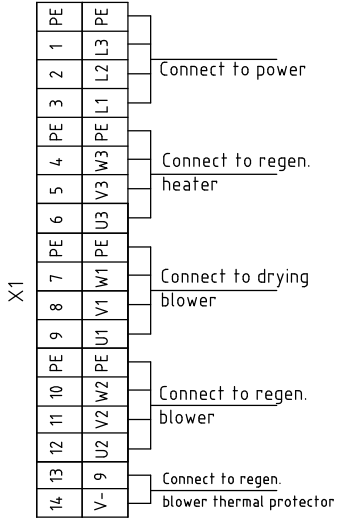 X1
PE PE
1 L3
2 L2
3 L1
Connect to power
PE PE
4 W3
5 V3
6 U3
Connect to regen.
heater
PE PE
7 W1
8 V1
9 U1
Connect to drying
blower
PE PE
10 W2
11 V2
12 U2
Connect to regen.
blower
13 9
14 V-
Connect to regen.
blower thermal protector